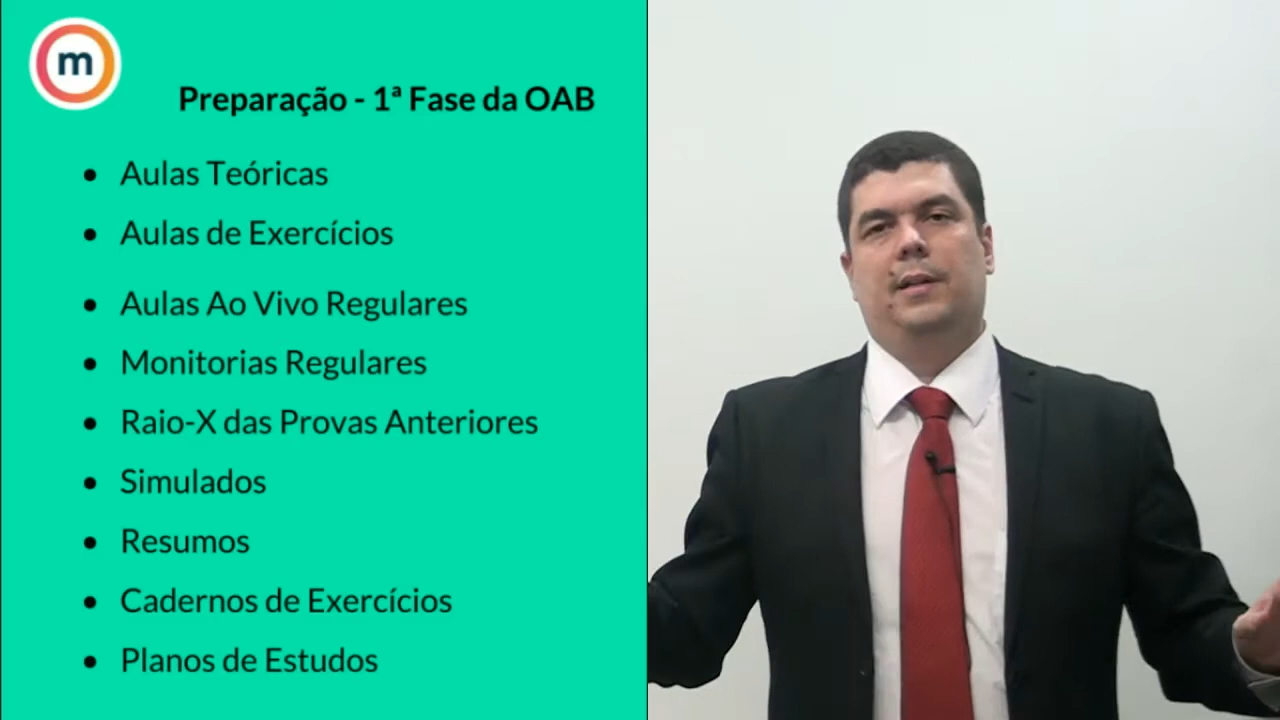 m
Preparação - 1ª Fase da OAB
• Aulas Teóricas
• Aulas de Exercícios
• Aulas Ao Vivo Regulares
• Monitorias Regulares
• Raio-X das Provas Anteriores
• Simulados
• Resumos
• Cadernos de Exercícios
• Planos de Estudos